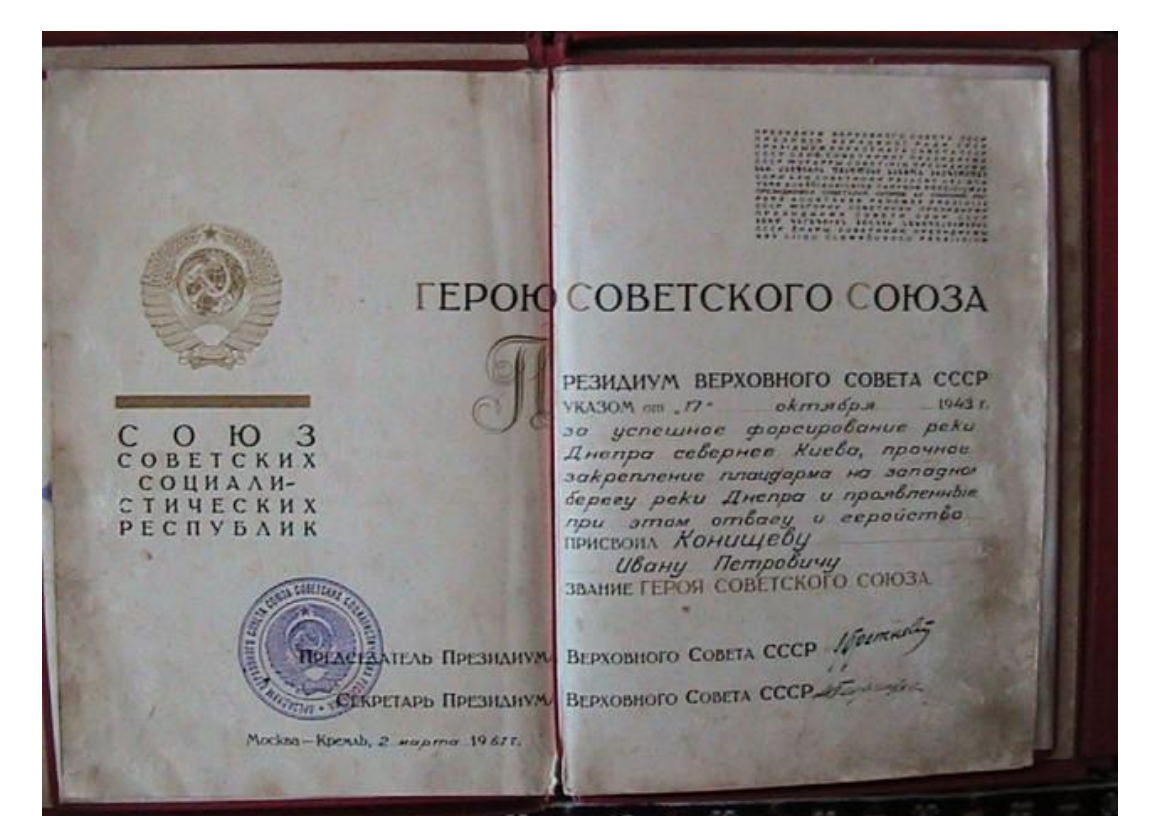 СОЮЗ
СОВЕТСКИХ
СОЦИАЛИ-
СТИЧЕСКИХ
РЕСПУБЛИК
ГЕРОЮ СОВЕТСКОГО СОЮЗА
ПРЕЗИДИУМ ВЕРХОВНОГО СОВЕТА СССР
УКАЗОМ от „17" октября 1943 г.
за успешное форсирование реки
Днепра севернее Киева, прочное
закрепление плацдарма на западном
берегу реки Днепра и проявленные
при этом отвагу и геройство
ПРИСВОИЛ Конищеву
Ивану Петровичу
ЗВАНИЕ ГЕРОЯ СОВЕТСКОГО СОЮЗА.
ПРЕДСЕДАТЕЛЬ ПРЕЗИДИУМА ВЕРХОВНОГО СОВЕТА СССР
СЕКРЕТАРЬ ПРЕЗИДИУМА ВЕРХОВНОГО СОВЕТА СССР
Москва—Кремль, 2 марта 1961 г.